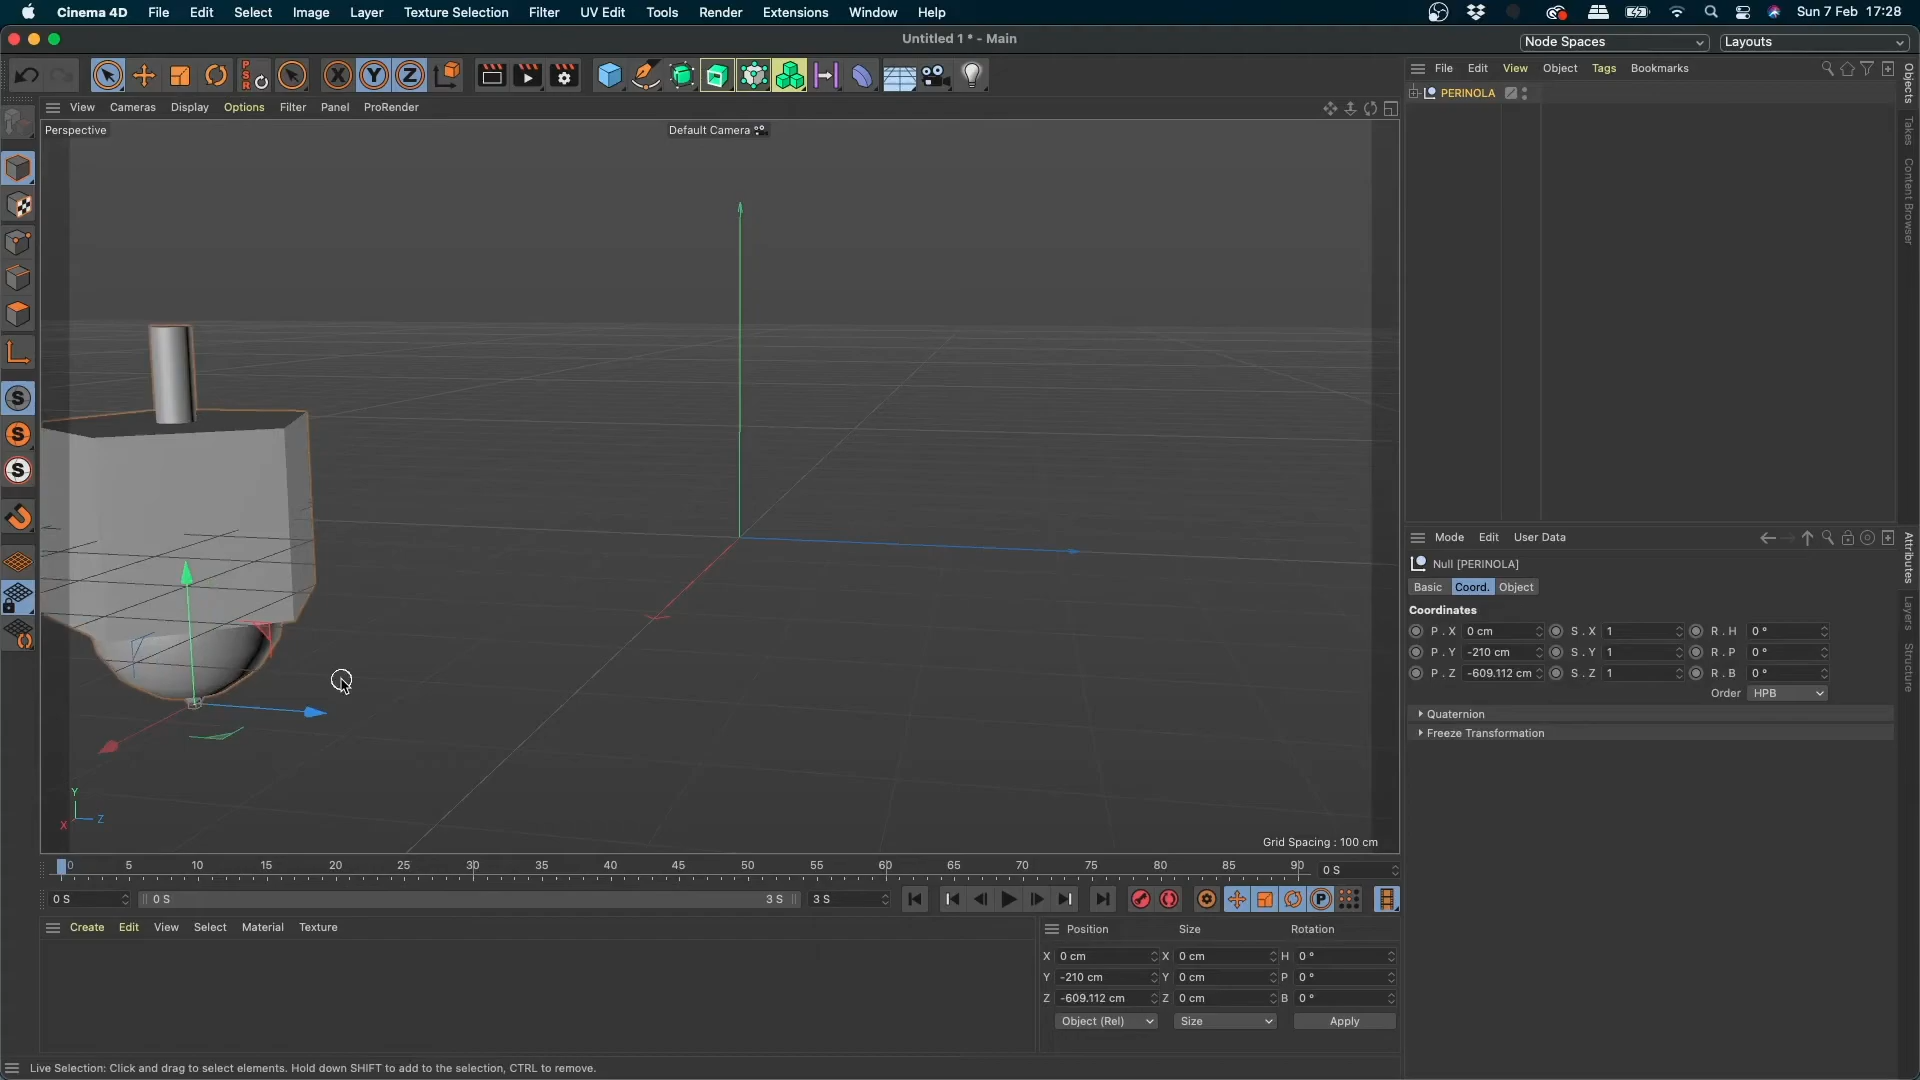 Cinema 4D File Edit Select Image Layer Texture Selection Filter UV Edit Tools Render Extensions Window Help Sun 7 Feb 17:28
Untitled 1 * - Main
Node Spaces Layouts
File Edit View Object Tags Bookmarks
PERINOLA
View Cameras Display Options Filter Panel ProRender
Perspective
Default Camera
Objects
Takes
Content Browser
Mode Edit User Data
Null [PERINOLA]
Basic Coord. Object
Coordinates
P . X 0 cm S . X 1 R . H 0 °
P . Y -210 cm S . Y 1 R . P 0 °
P . Z -609.112 cm S . Z 1 R . B 0 °
Order HPB
Quaternion
Freeze Transformation
Attributes
Layers
Structure
Y
X Z
Grid Spacing : 100 cm
0 5 10 15 20 25 30 35 40 45 50 55 60 65 70 75 80 85 90 0 S
0 S 0 S 3 S 3 S
Create Edit View Select Material Texture
Position Size Rotation
X 0 cm X 0 cm H 0 °
Y -210 cm Y 0 cm P 0 °
Z -609.112 cm Z 0 cm B 0 °
Object (Rel) Size Apply
Live Selection: Click and drag to select elements. Hold down SHIFT to add to the selection, CTRL to remove.